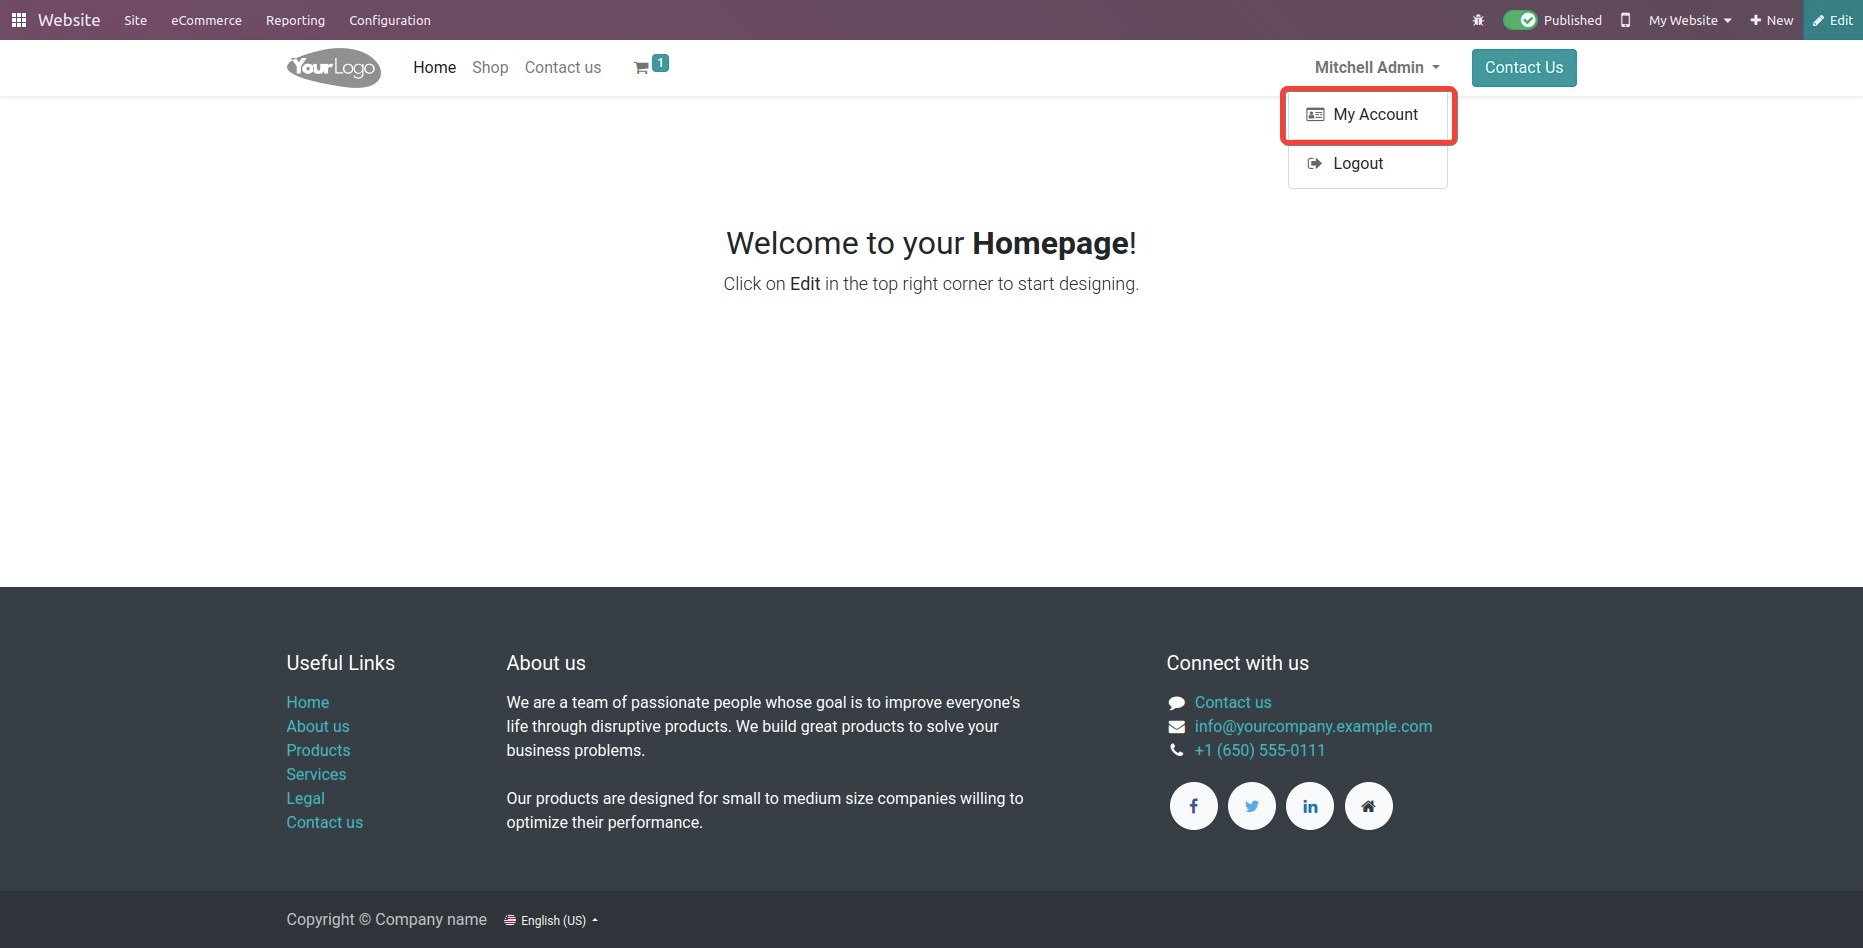 Website Site eCommerce Reporting Configuration Published My Website New Edit
YourLogo Home Shop Contact us 1 Mitchell Admin Contact Us
My Account
Logout
Welcome to your Homepage!
Click on Edit in the top right corner to start designing.
Useful Links
Home
About us
Products
Services
Legal
Contact us
About us
We are a team of passionate people whose goal is to improve everyone's
life through disruptive products. We build great products to solve your
business problems.
Our products are designed for small to medium size companies willing to
optimize their performance.
Connect with us
Contact us
info@yourcompany.example.com
+1 (650) 555-0111
Copyright © Company name English (US)